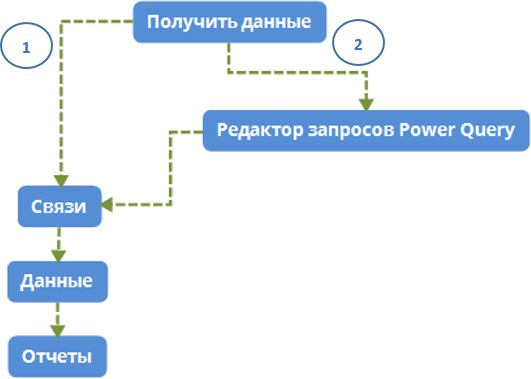 Получить данные
1
2
Редактор запросов Power Query
Связи
Данные
Отчеты